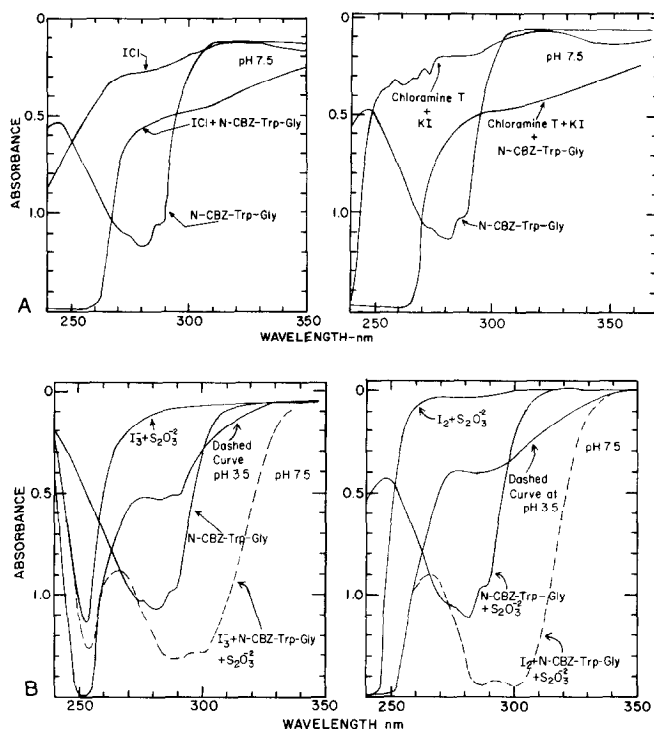 0
0.5
1.0
ABSORBANCE
A
ICl
pH 7.5
ICl + N-CBZ-Trp-Gly
N-CBZ-Trp-Gly
250
300
350
WAVELENGTH-nm
0
0.5
1.0
pH 7.5
Chloramine T
+
KI
Chloramine T + KI
+
N-CBZ-Trp-Gly
N-CBZ-Trp-Gly
250
300
350
WAVELENGTH-nm
0
0.5
1.0
ABSORBANCE
B
I₃⁻+S₂O₃⁻²
Dashed
Curve
pH 3.5
pH 7.5
N-CBZ-Trp-Gly
I₃⁻+N-CBZ-Trp-Gly
+S₂O₃⁻²
250
300
350
WAVELENGTH nm
0
0.5
1.0
I₂+S₂O₃⁻²
pH 7.5
Dashed
Curve at
pH 3.5
N-CBZ-Trp-Gly
+S₂O₃⁻²
I₂+N-CBZ-Trp-Gly
+S₂O₃⁻²
250
300
350
WAVELENGTH nm